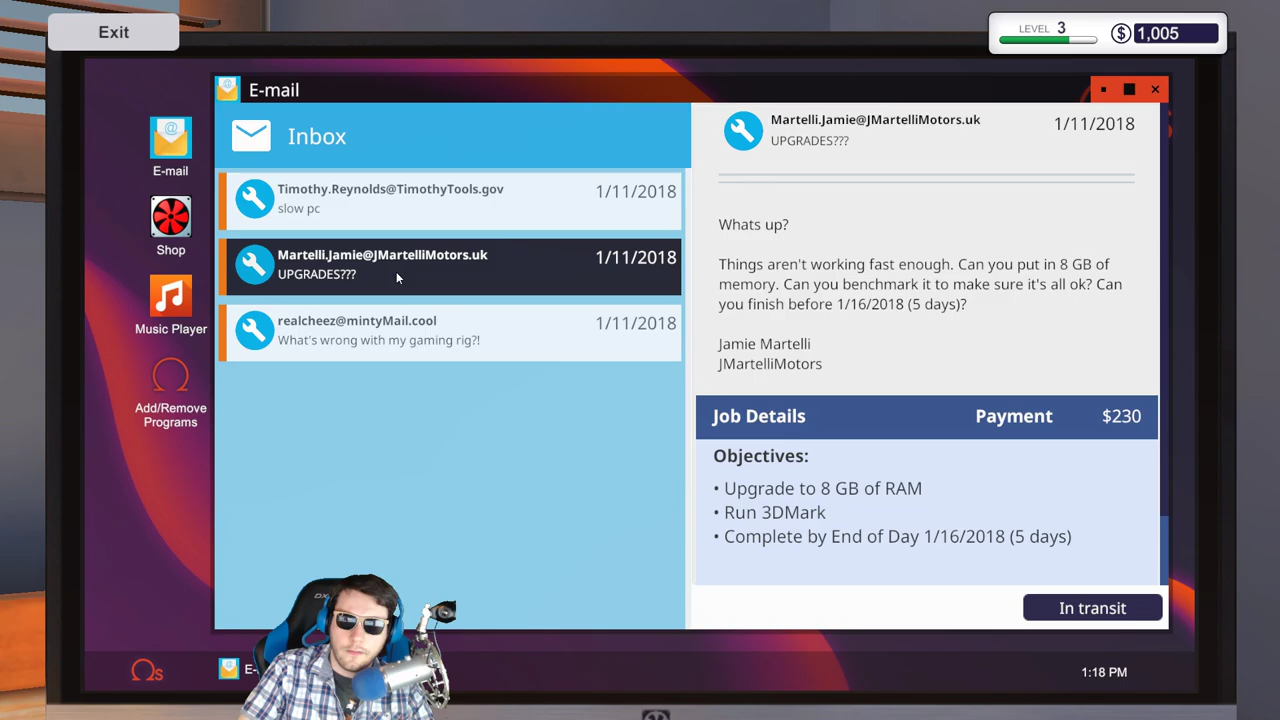 Exit
LEVEL 3
$ 1,005
E-mail
E-mail
Shop
Music Player
Add/Remove
Programs
Inbox
Timothy.Reynolds@TimothyTools.gov 1/11/2018
slow pc
Martelli.Jamie@JMartelliMotors.uk 1/11/2018
UPGRADES???
realcheez@mintyMail.cool 1/11/2018
What's wrong with my gaming rig?!
Martelli.Jamie@JMartelliMotors.uk 1/11/2018
UPGRADES???
Whats up?
Things aren't working fast enough. Can you put in 8 GB of
memory. Can you benchmark it to make sure it's all ok? Can
you finish before 1/16/2018 (5 days)?
Jamie Martelli
JMartelliMotors
Job Details Payment $230
Objectives:
• Upgrade to 8 GB of RAM
• Run 3DMark
• Complete by End of Day 1/16/2018 (5 days)
In transit
Ωs
E-
1:18 PM